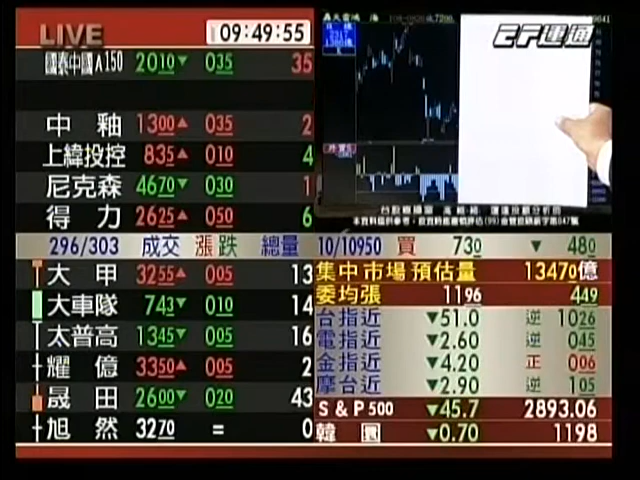 LIVE
09:49:55
國泰中國A150 2010▼ 035 35
中釉 1300▲ 035 2
上緯投控 835▲ 010 4
尼克森 4670▼ 030 1
得力 2625▲ 050 6
296/303 成交 漲跌 總量
大甲 3255▲ 005 13
大車隊 743▼ 010 14
太普高 1345▼ 005 16
耀億 3350▲ 005 2
晟田 2600▼ 020 43
旭然 3270 = 0
運通
10/10950 買 730 ▼ 480
集中市場預估量 13470億
委均張 1196 449
台指近 ▼51.0 逆 1026
電指近 ▼2.60 逆 045
金指近 ▼4.20 正 006
摩台近 ▼2.90 逆 105
S&P500 ▼45.7 2893.06
韓圜 ▼0.70 1198